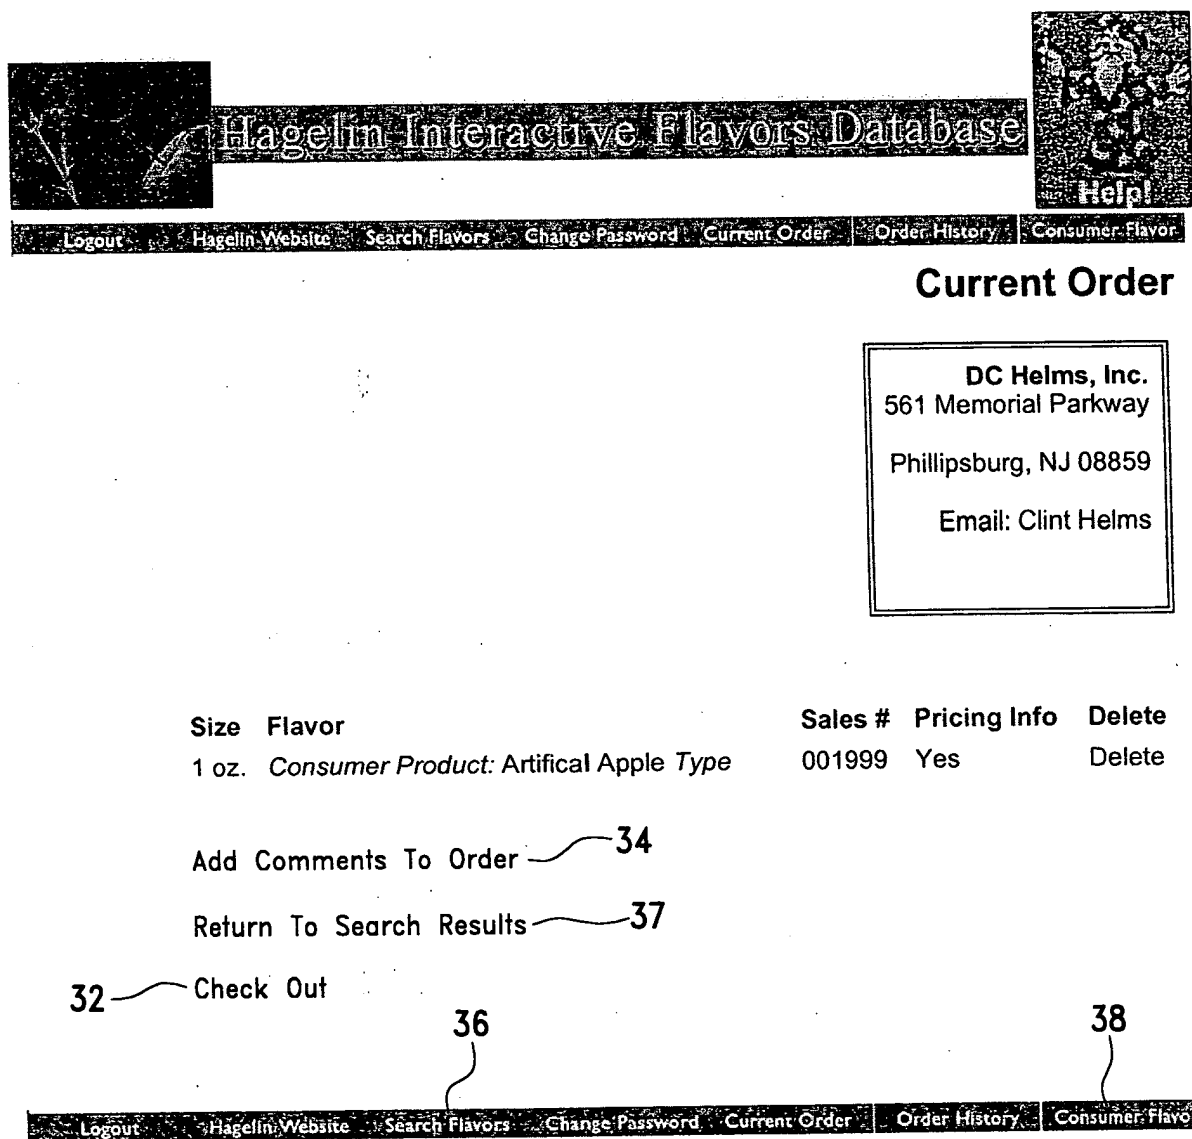 Hagelin Interactive Flavors Database
Help!
Logout Hagelin Website Search Flavors Change Password Current Order Order History Consumer Flavor
Current Order
DC Helms, Inc.
561 Memorial Parkway
Phillipsburg, NJ 08859
Email: Clint Helms
Size Flavor Sales # Pricing Info Delete
1 oz. Consumer Product: Artifical Apple Type 001999 Yes Delete
Add Comments To Order 34
Return To Search Results 37
32 Check Out
36 38
Logout Hagelin Website Search Flavors Change Password Current Order Order History Consumer Flavo